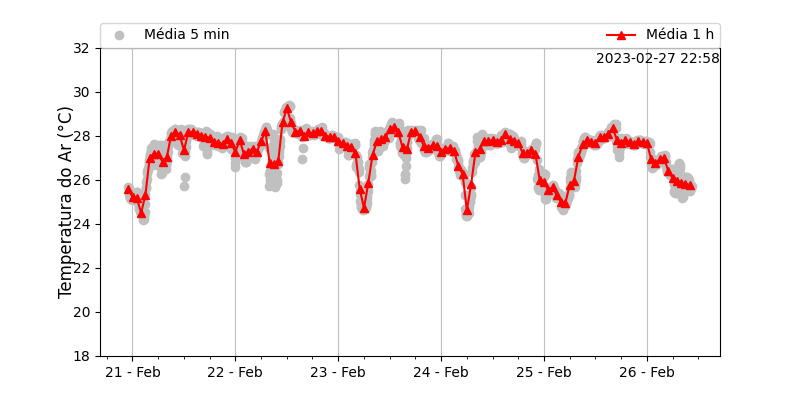 Média 5 min
Média 1 h
2023-02-27 22:58
Temperatura do Ar (°C)
32
30
28
26
24
22
20
18
21 - Feb
22 - Feb
23 - Feb
24 - Feb
25 - Feb
26 - Feb